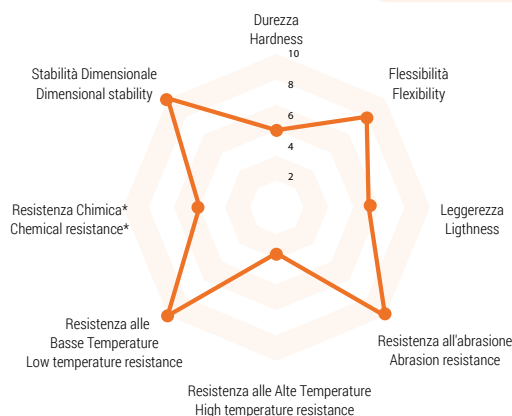 Durezza
Hardness
10
8
6
4
2
Stabilità Dimensionale
Dimensional stability
Flessibilità
Flexibility
Resistenza Chimica*
Chemical resistance*
Leggerezza
Ligthness
Resistenza alle
Basse Temperature
Low temperature resistance
Resistenza all'abrasione
Abrasion resistance
Resistenza alle Alte Temperature
High temperature resistance